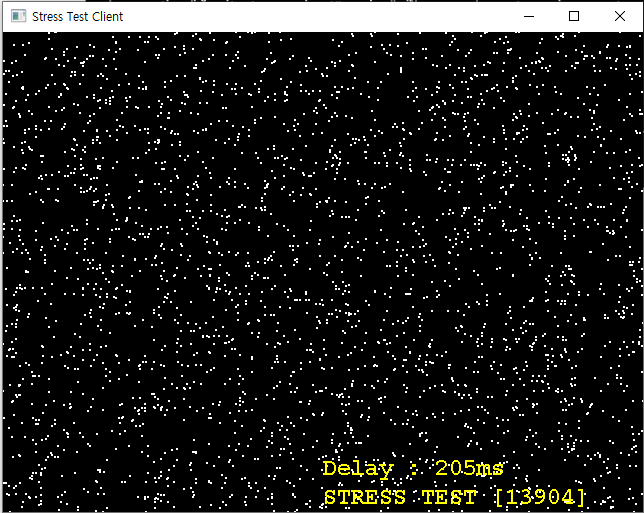 Stress Test Client
Delay : 205ms
STRESS TEST [13904]